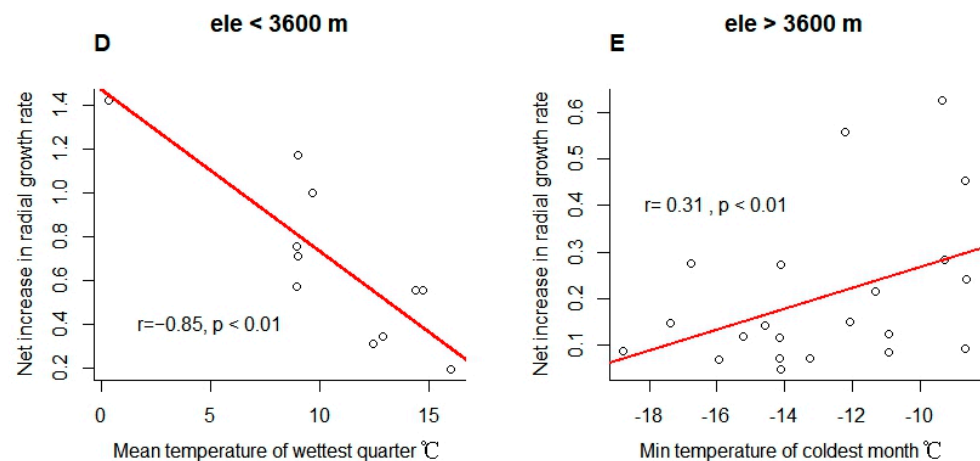 ele < 3600 m
D
Net increase in radial growth rate
1.4
1.2
1.0
0.8
0.6
0.4
0.2
r=−0.85, p < 0.01
0 5 10 15
Mean temperature of wettest quarter ℃
ele > 3600 m
E
Net increase in radial growth rate
0.6
0.5
0.4
0.3
0.2
0.1
r= 0.31 , p < 0.01
-18 -16 -14 -12 -10
Min temperature of coldest month ℃